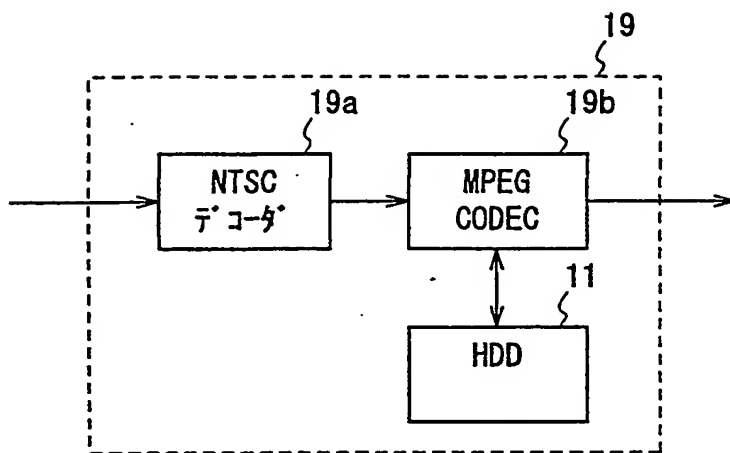 19
19a
19b
NTSC
デコーダ
MPEG
CODEC
11
HDD